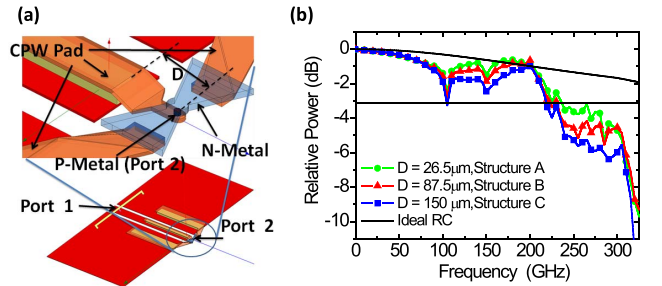 (a)
CPW Pad
D
N-Metal
P-Metal (Port 2)
Port 1
Port 2
(b)
Relative Power (dB)
0
-2
-4
-6
-8
-10
D = 26.5μm,Structure A
D = 87.5μm,Structure B
D = 150 μm,Structure C
Ideal RC
0 50 100 150 200 250 300
Frequency (GHz)